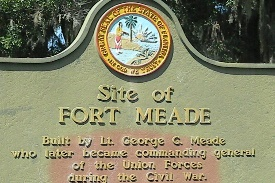 Site of
FORT MEADE
Built by Lt. George G. Meade
who later became commanding general
of the Union Forces
during the Civil War.